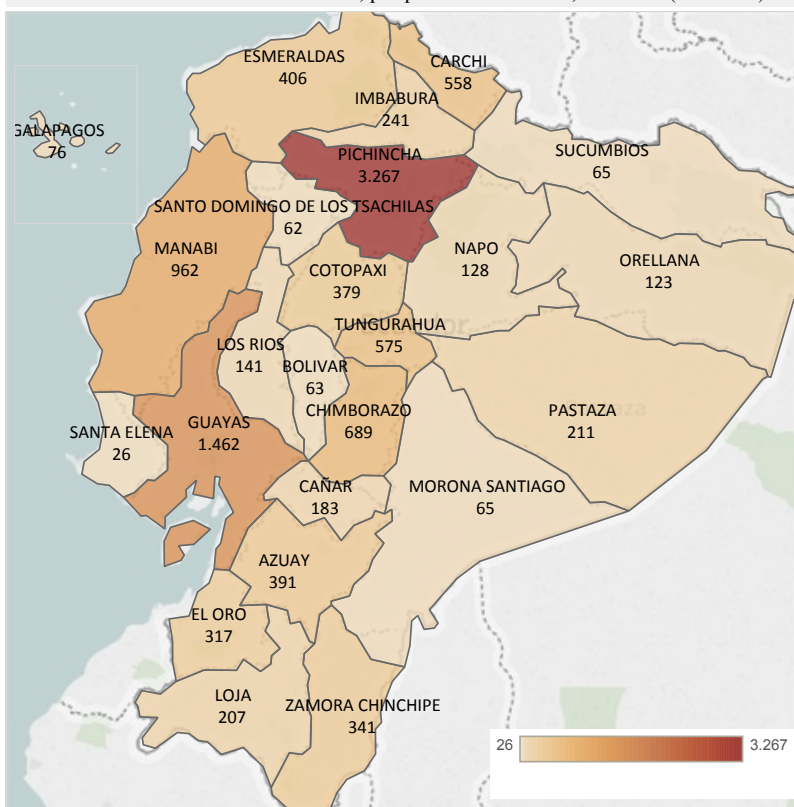 ESMERALDAS
406
CARCHI
558
IMBABURA
241
GALAPAGOS
76
PICHINCHA
3.267
SUCUMBIOS
65
SANTO DOMINGO DE LOS TSACHILAS
62
MANABI
962
NAPO
128
ORELLANA
123
COTOPAXI
379
TUNGURAHUA
575
LOS RIOS
141
BOLIVAR
63
CHIMBORAZO
689
PASTAZA
211
GUAYAS
1.462
SANTA ELENA
26
CAÑAR
183
MORONA SANTIAGO
65
AZUAY
391
EL ORO
317
LOJA
207
ZAMORA CHINCHIPE
341
26
3.267